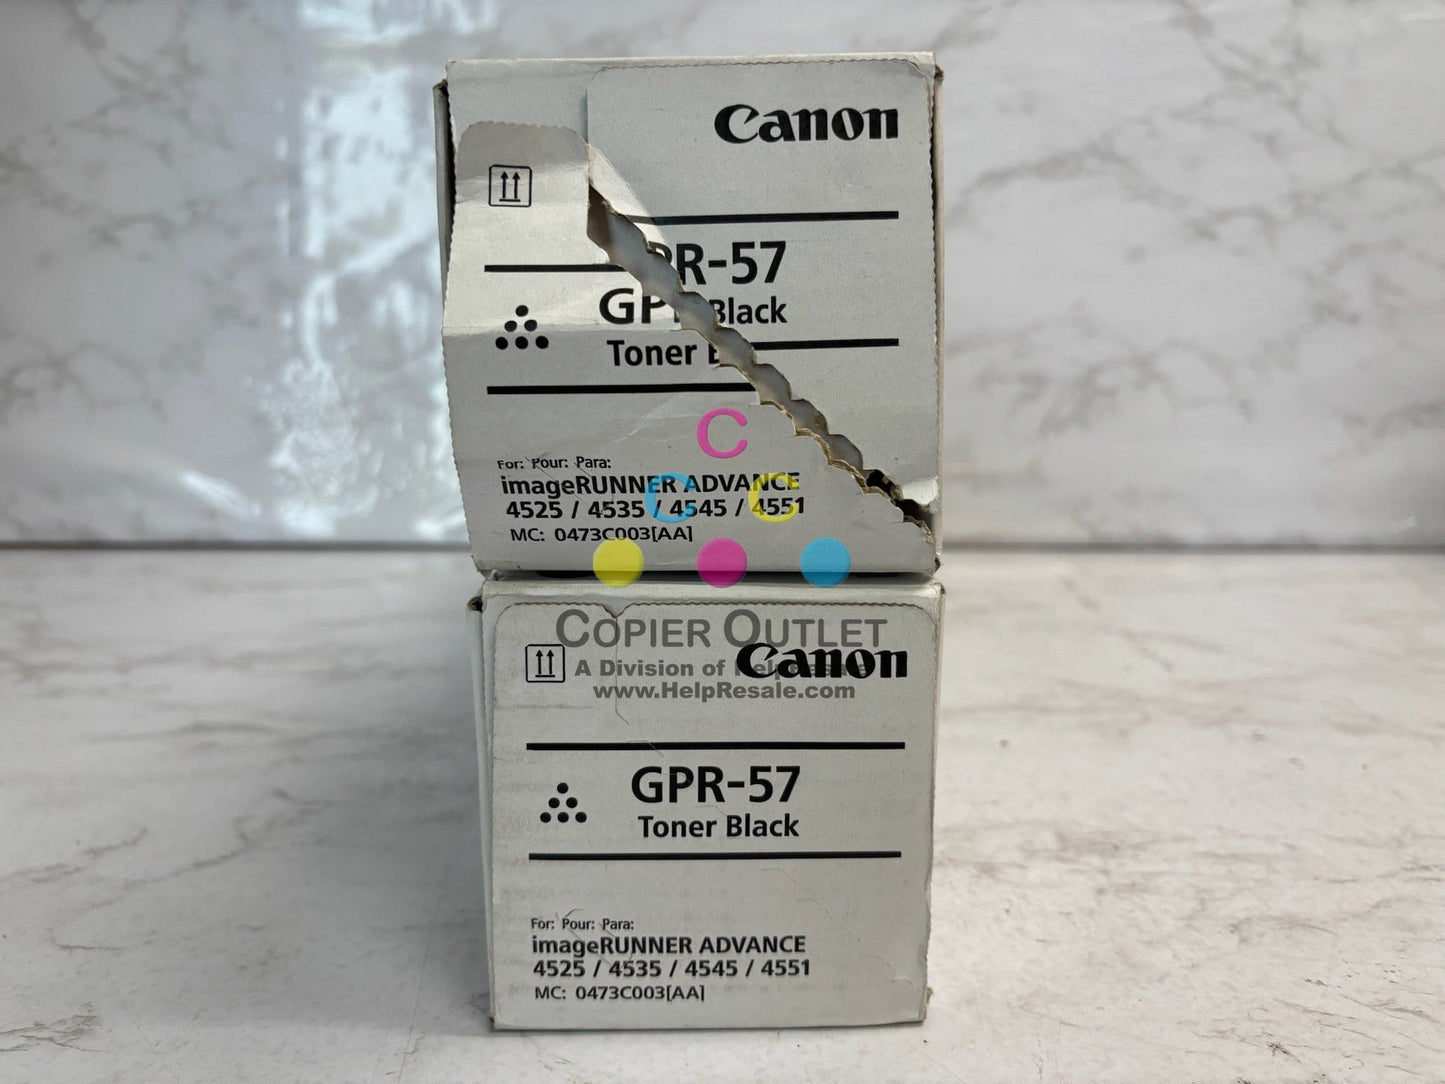 Canon
PR-57
GP
Black
Toner B
For: Pour: Para:
imageRUNNER ADVANCE
4525 / 4535 / 4545 / 4551
MC: 0473C003[AA]
C
C C
COPIER OUTLET
A Division of HelpResale
www.HelpResale.com
Canon
GPR-57
Toner Black
For: Pour: Para:
imageRUNNER ADVANCE
4525 / 4535 / 4545 / 4551
MC: 0473C003[AA]